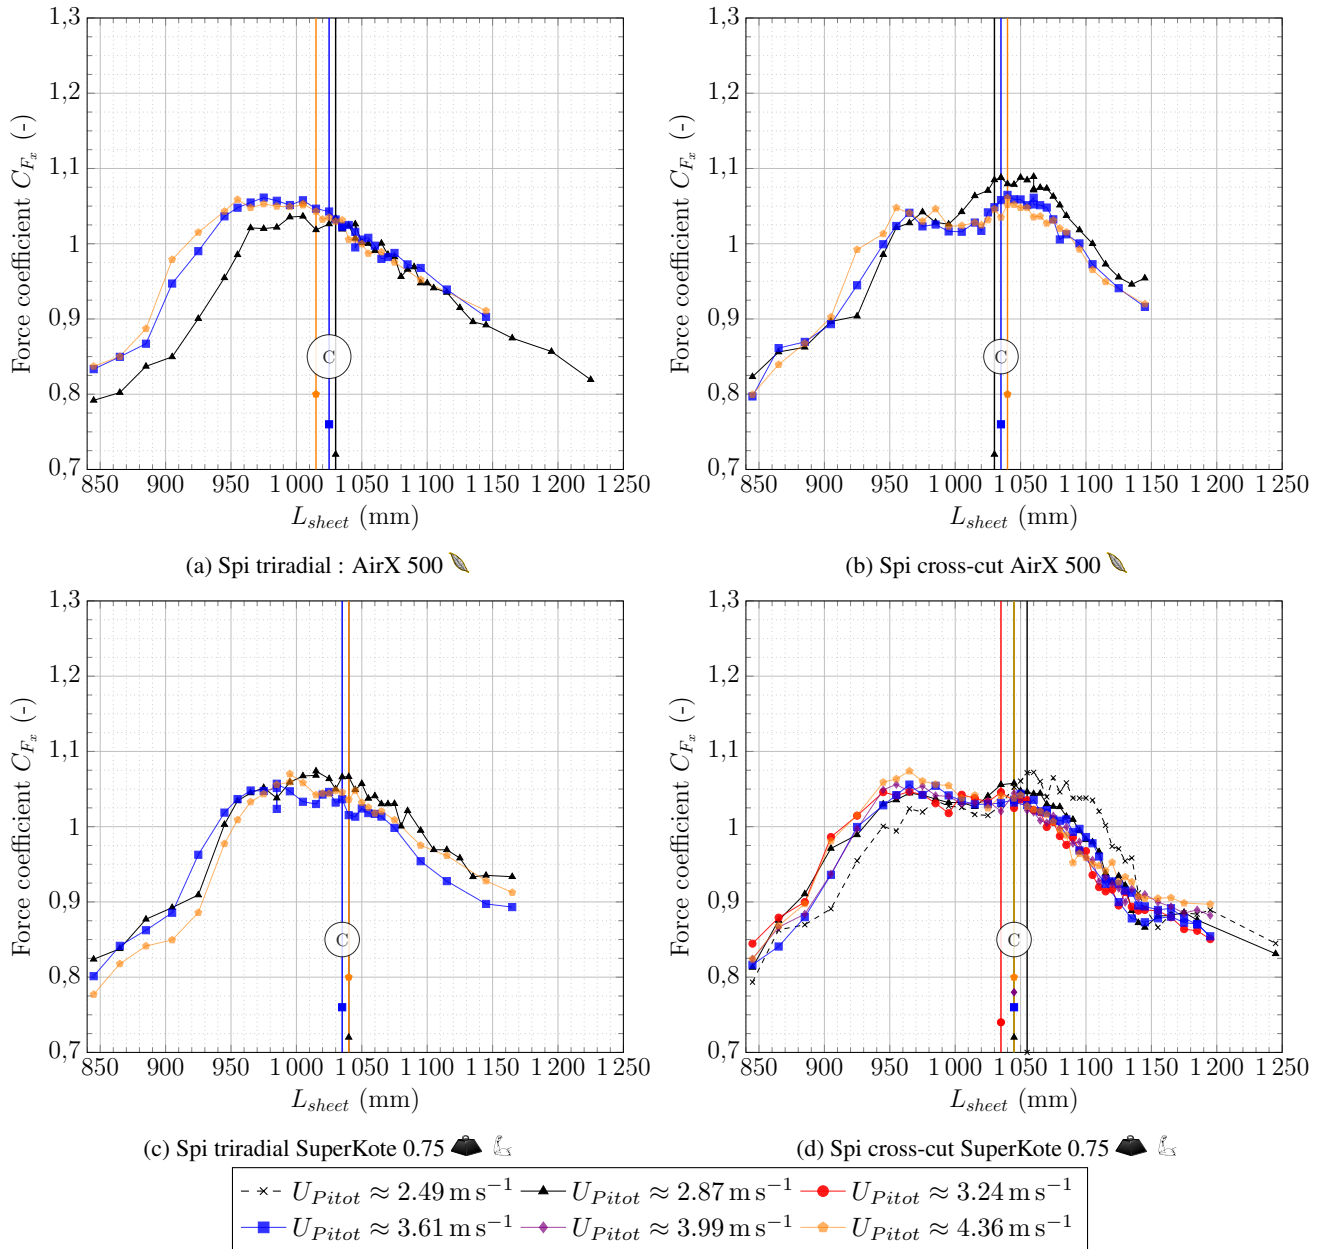 1,3
1,2
1,1
1
0,9
0,8
0,7
Force coefficient C_{F_x} (-)
C
850 900 950 1 000 1 050 1 100 1 150 1 200 1 250
L_{sheet} (mm)
(a) Spi triradial : AirX 500
1,3
1,2
1,1
1
0,9
0,8
0,7
Force coefficient C_{F_x} (-)
C
850 900 950 1 000 1 050 1 100 1 150 1 200 1 250
L_{sheet} (mm)
(b) Spi cross-cut AirX 500
1,3
1,2
1,1
1
0,9
0,8
0,7
Force coefficient C_{F_x} (-)
C
850 900 950 1 000 1 050 1 100 1 150 1 200 1 250
L_{sheet} (mm)
(c) Spi triradial SuperKote 0.75
1,3
1,2
1,1
1
0,9
0,8
0,7
Force coefficient C_{F_x} (-)
C
850 900 950 1 000 1 050 1 100 1 150 1 200 1 250
L_{sheet} (mm)
(d) Spi cross-cut SuperKote 0.75
U_{Pitot} ≈ 2.49 m s⁻¹ U_{Pitot} ≈ 2.87 m s⁻¹ U_{Pitot} ≈ 3.24 m s⁻¹
U_{Pitot} ≈ 3.61 m s⁻¹ U_{Pitot} ≈ 3.99 m s⁻¹ U_{Pitot} ≈ 4.36 m s⁻¹